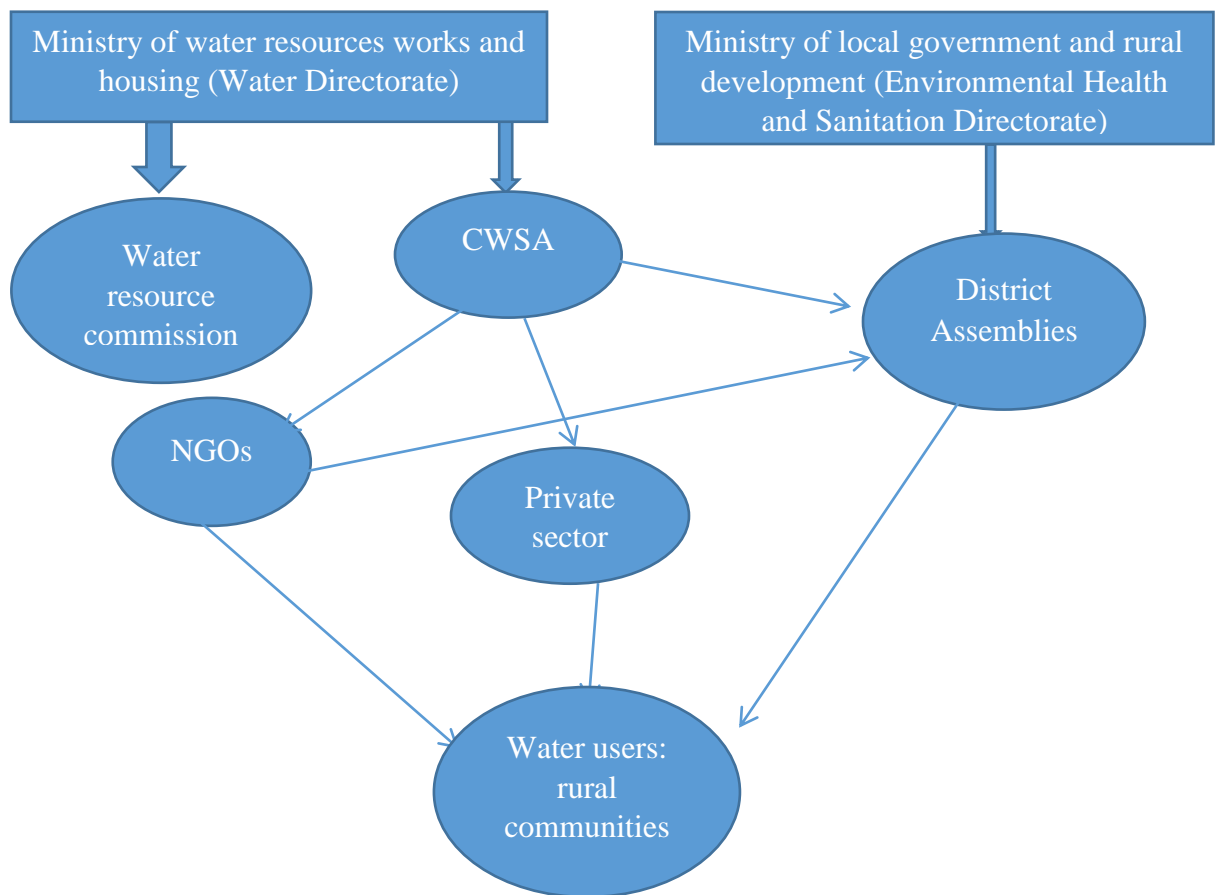 Ministry of water resources works and
housing (Water Directorate)
Ministry of local government and rural
development (Environmental Health
and Sanitation Directorate)
Water
resource
commission
CWSA
District
Assemblies
NGOs
Private
sector
Water users:
rural
communities